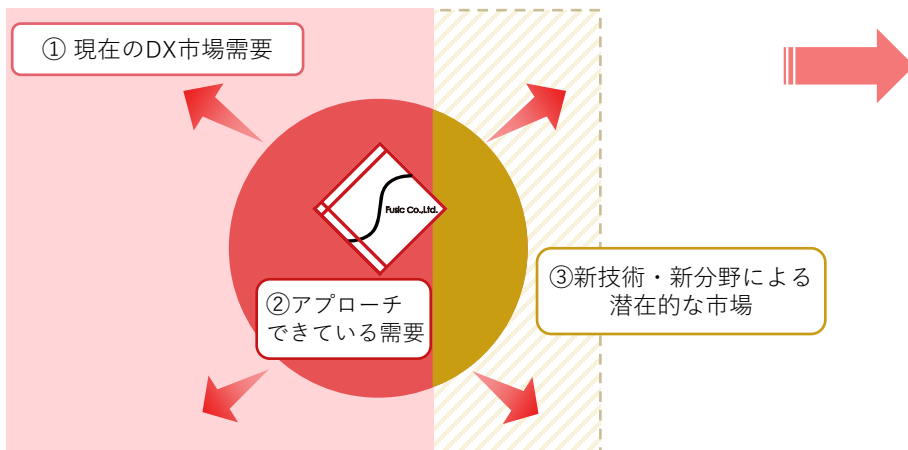 ① 現在のDX市場需要
Fusic Co.,Ltd.
②アプローチ
できている需要
③新技術・新分野による
潜在的な市場